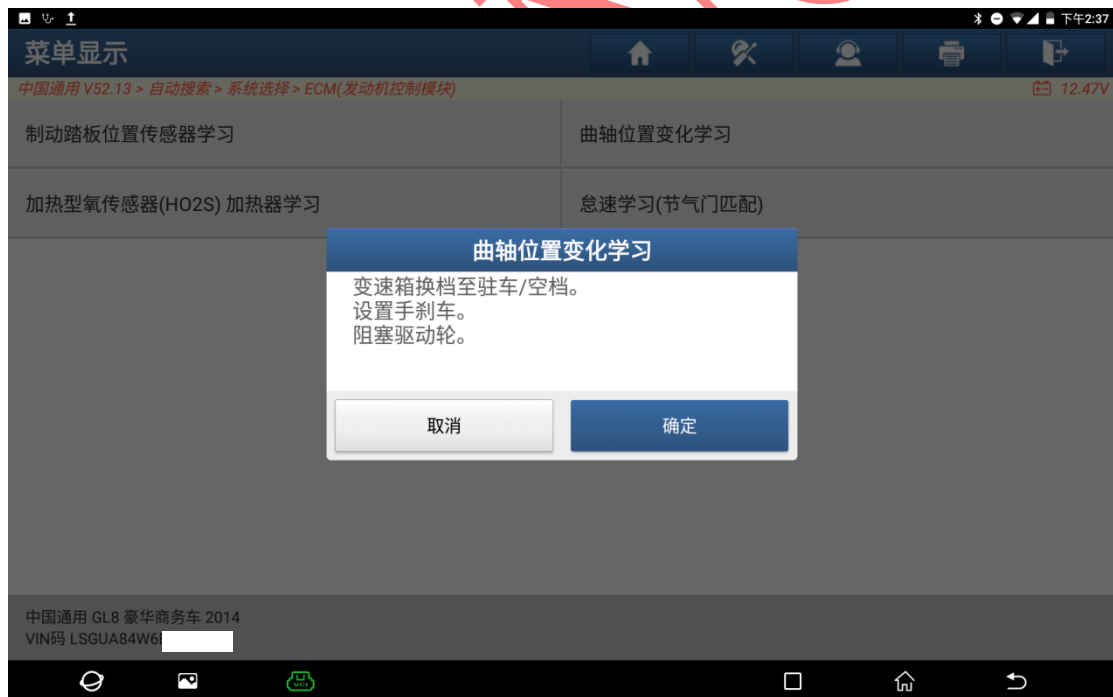 下午2:37
菜单显示
中国通用 V52.13 > 自动搜索 > 系统选择 > ECM(发动机控制模块)
12.47V
制动踏板位置传感器学习
曲轴位置变化学习
加热型氧传感器(HO2S) 加热器学习
怠速学习(节气门匹配)
曲轴位置变化学习
变速箱换档至驻车/空档。
设置手刹车。
阻塞驱动轮。
取消
确定
中国通用 GL8 豪华商务车 2014
VIN码 LSGUA84W6
VCI